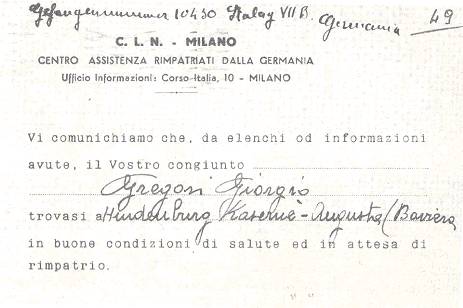 Gefangennummer 10430 Stalag VII B. Germania 49
C. L. N. - MILANO
CENTRO ASSISTENZA RIMPATRIATI DALLA GERMANIA
Ufficio Informazioni: Corso Italia, 10 - MILANO
Vi comunichiamo che, da elenchi od informazioni
avute, il Vostro congiunto
Gregori Giorgio
trovasi a Hindenburg Kaserne - Augusta (Baviera
in buone condizioni di salute ed in attesa di
rimpatrio.